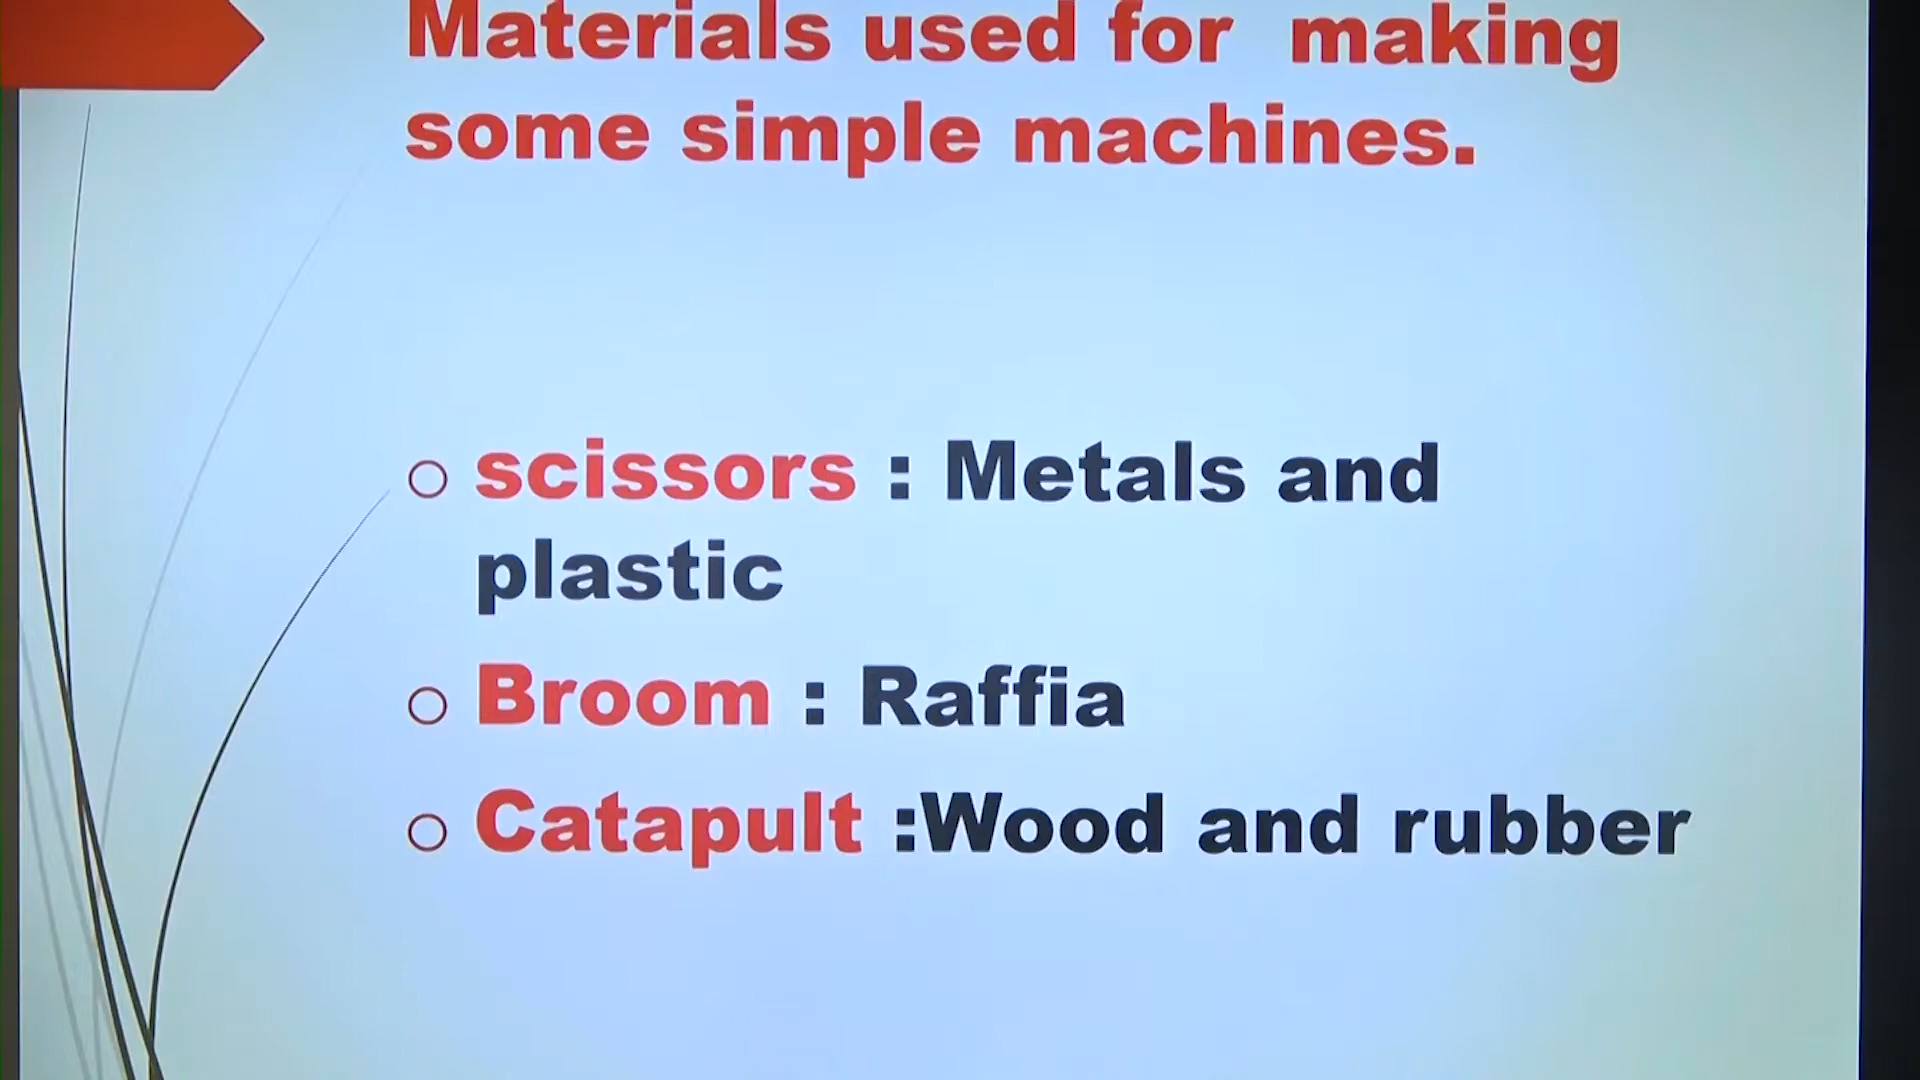 Materials used for making
some simple machines.
scissors : Metals and
plastic
Broom : Raffia
Catapult :Wood and rubber